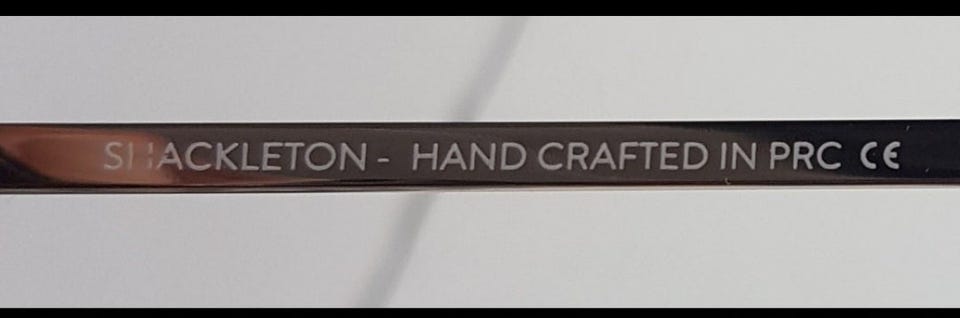 SHACKLETON - HAND CRAFTED IN PRC CE